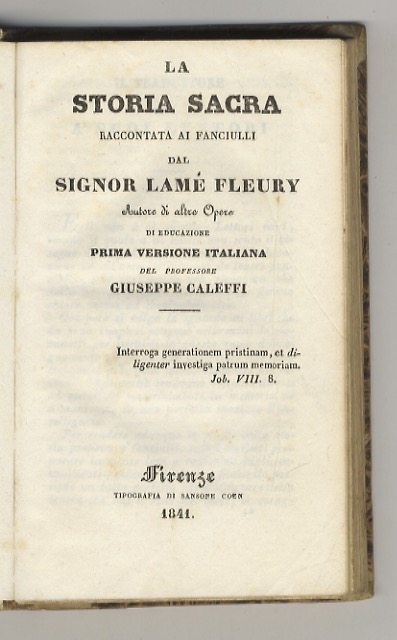 LA
STORIA SACRA
RACCONTATA AI FANCIULLI
DAL
SIGNOR LAMÉ FLEURY
Autore di altre Opere
DI EDUCAZIONE
PRIMA VERSIONE ITALIANA
DEL PROFESSORE
GIUSEPPE CALEFFI
Interroga generationem pristinam, et di-
ligenter investiga patrum memoriam.
Job. VIII. 8.
Firenze
TIPOGRAFIA DI SANSONE COEN
1841.